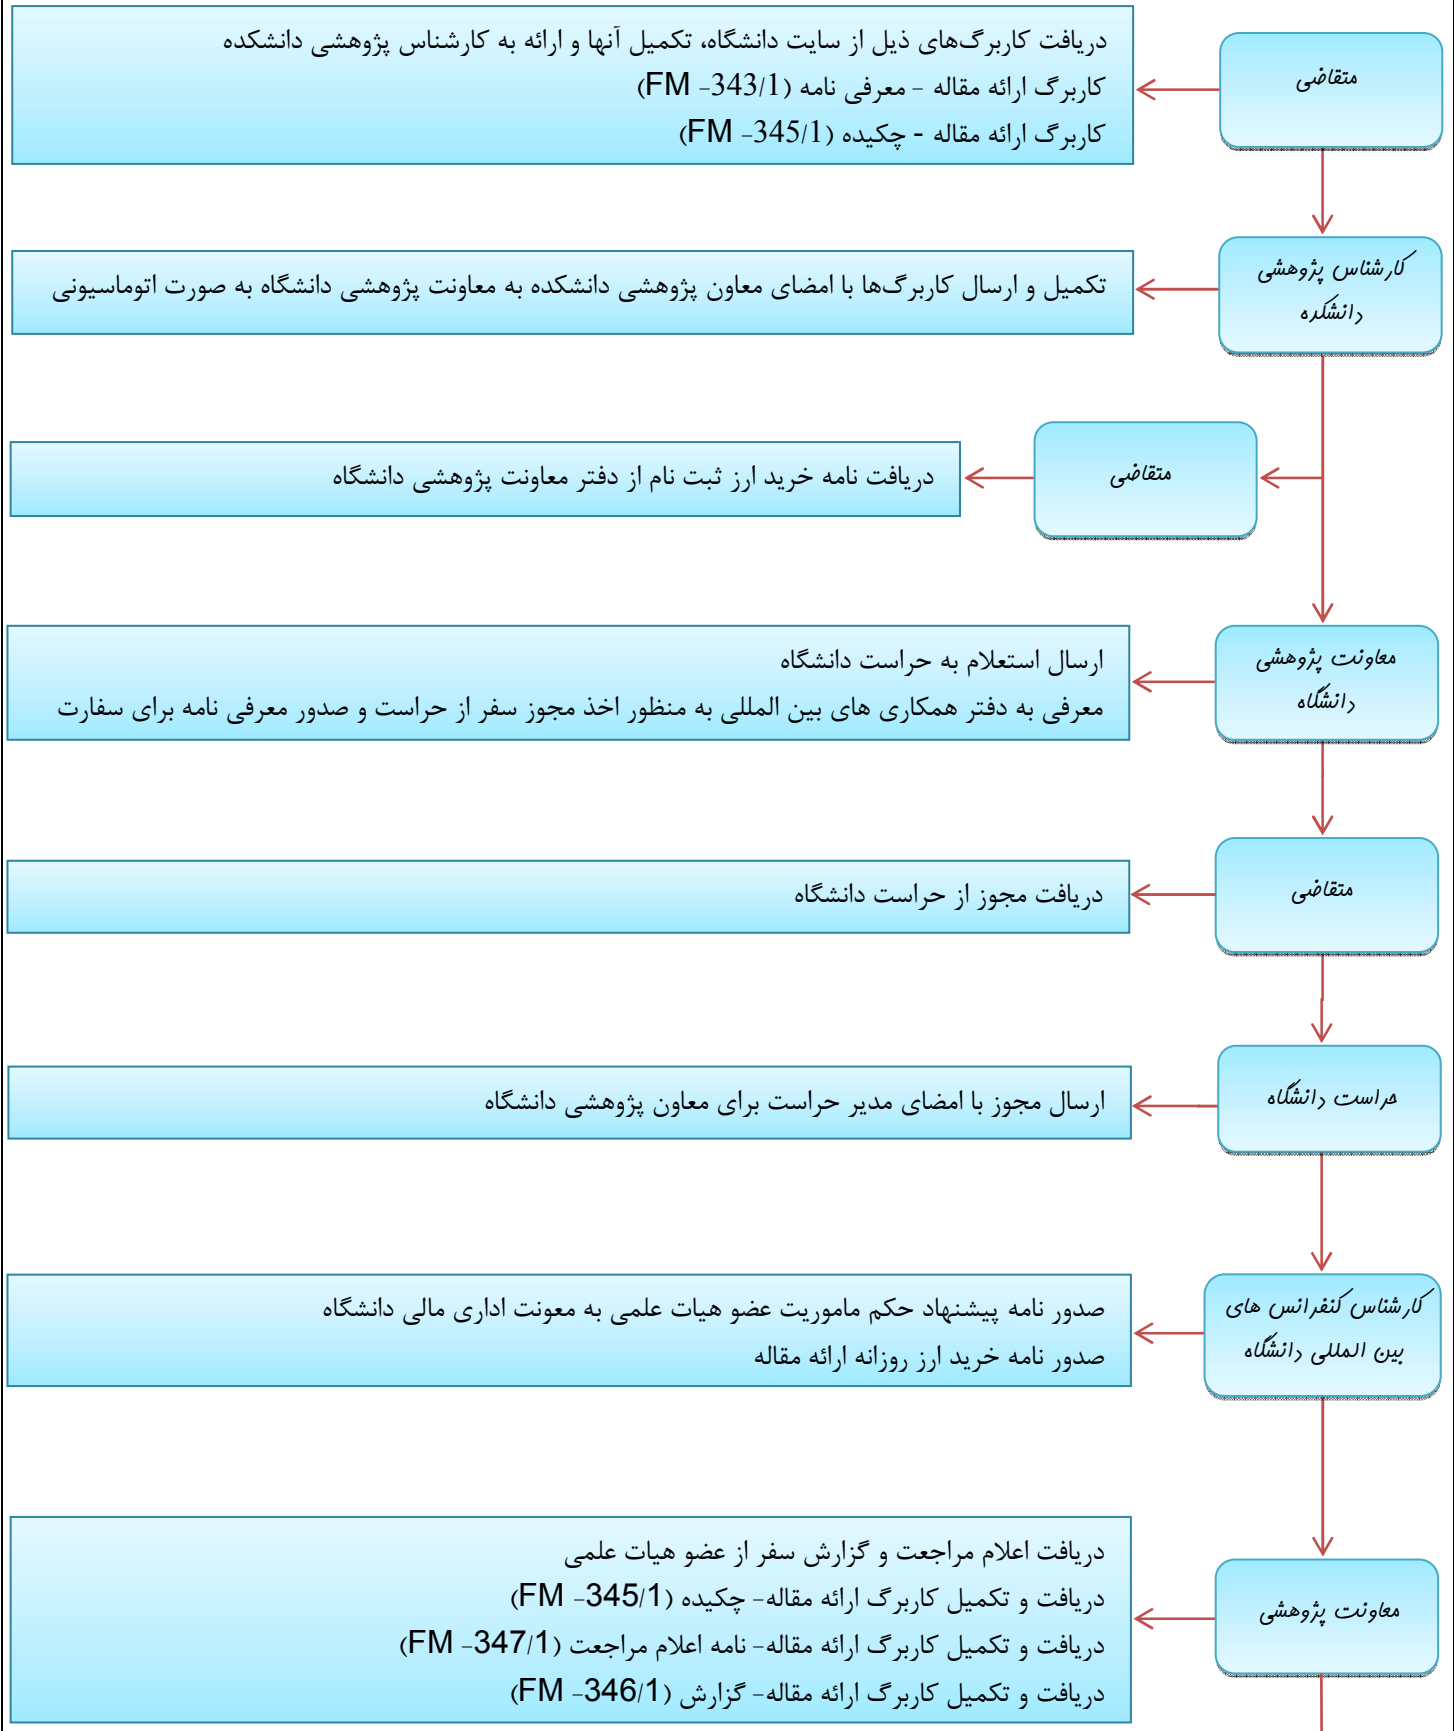 متقاضی
دریافت کاربرگ‌های ذیل از سایت دانشگاه، تکمیل آنها و ارائه به کارشناس پژوهشی دانشکده
کاربرگ ارائه مقاله - معرفی نامه (FM -343/1)
کاربرگ ارائه مقاله - چکیده (FM -345/1)
کارشناس پژوهشی
دانشکده
تکمیل و ارسال کاربرگ‌ها با امضای معاون پژوهشی دانشکده به معاونت پژوهشی دانشگاه به صورت اتوماسیونی
متقاضی
دریافت نامه خرید ارز ثبت نام از دفتر معاونت پژوهشی دانشگاه
معاونت پژوهشی
دانشگاه
ارسال استعلام به حراست دانشگاه
معرفی به دفتر همکاری های بین المللی به منظور اخذ مجوز سفر از حراست و صدور معرفی نامه برای سفارت
متقاضی
دریافت مجوز از حراست دانشگاه
حراست دانشگاه
ارسال مجوز با امضای مدیر حراست برای معاون پژوهشی دانشگاه
کارشناس کنفرانس های
بین المللی دانشگاه
صدور نامه پیشنهاد حکم ماموریت عضو هیات علمی به معونت اداری مالی دانشگاه
صدور نامه خرید ارز روزانه ارائه مقاله
معاونت پژوهشی
دریافت اعلام مراجعت و گزارش سفر از عضو هیات علمی
دریافت و تکمیل کاربرگ ارائه مقاله- چکیده (FM -345/1)
دریافت و تکمیل کاربرگ ارائه مقاله- نامه اعلام مراجعت (FM -347/1)
دریافت و تکمیل کاربرگ ارائه مقاله- گزارش (FM -346/1)